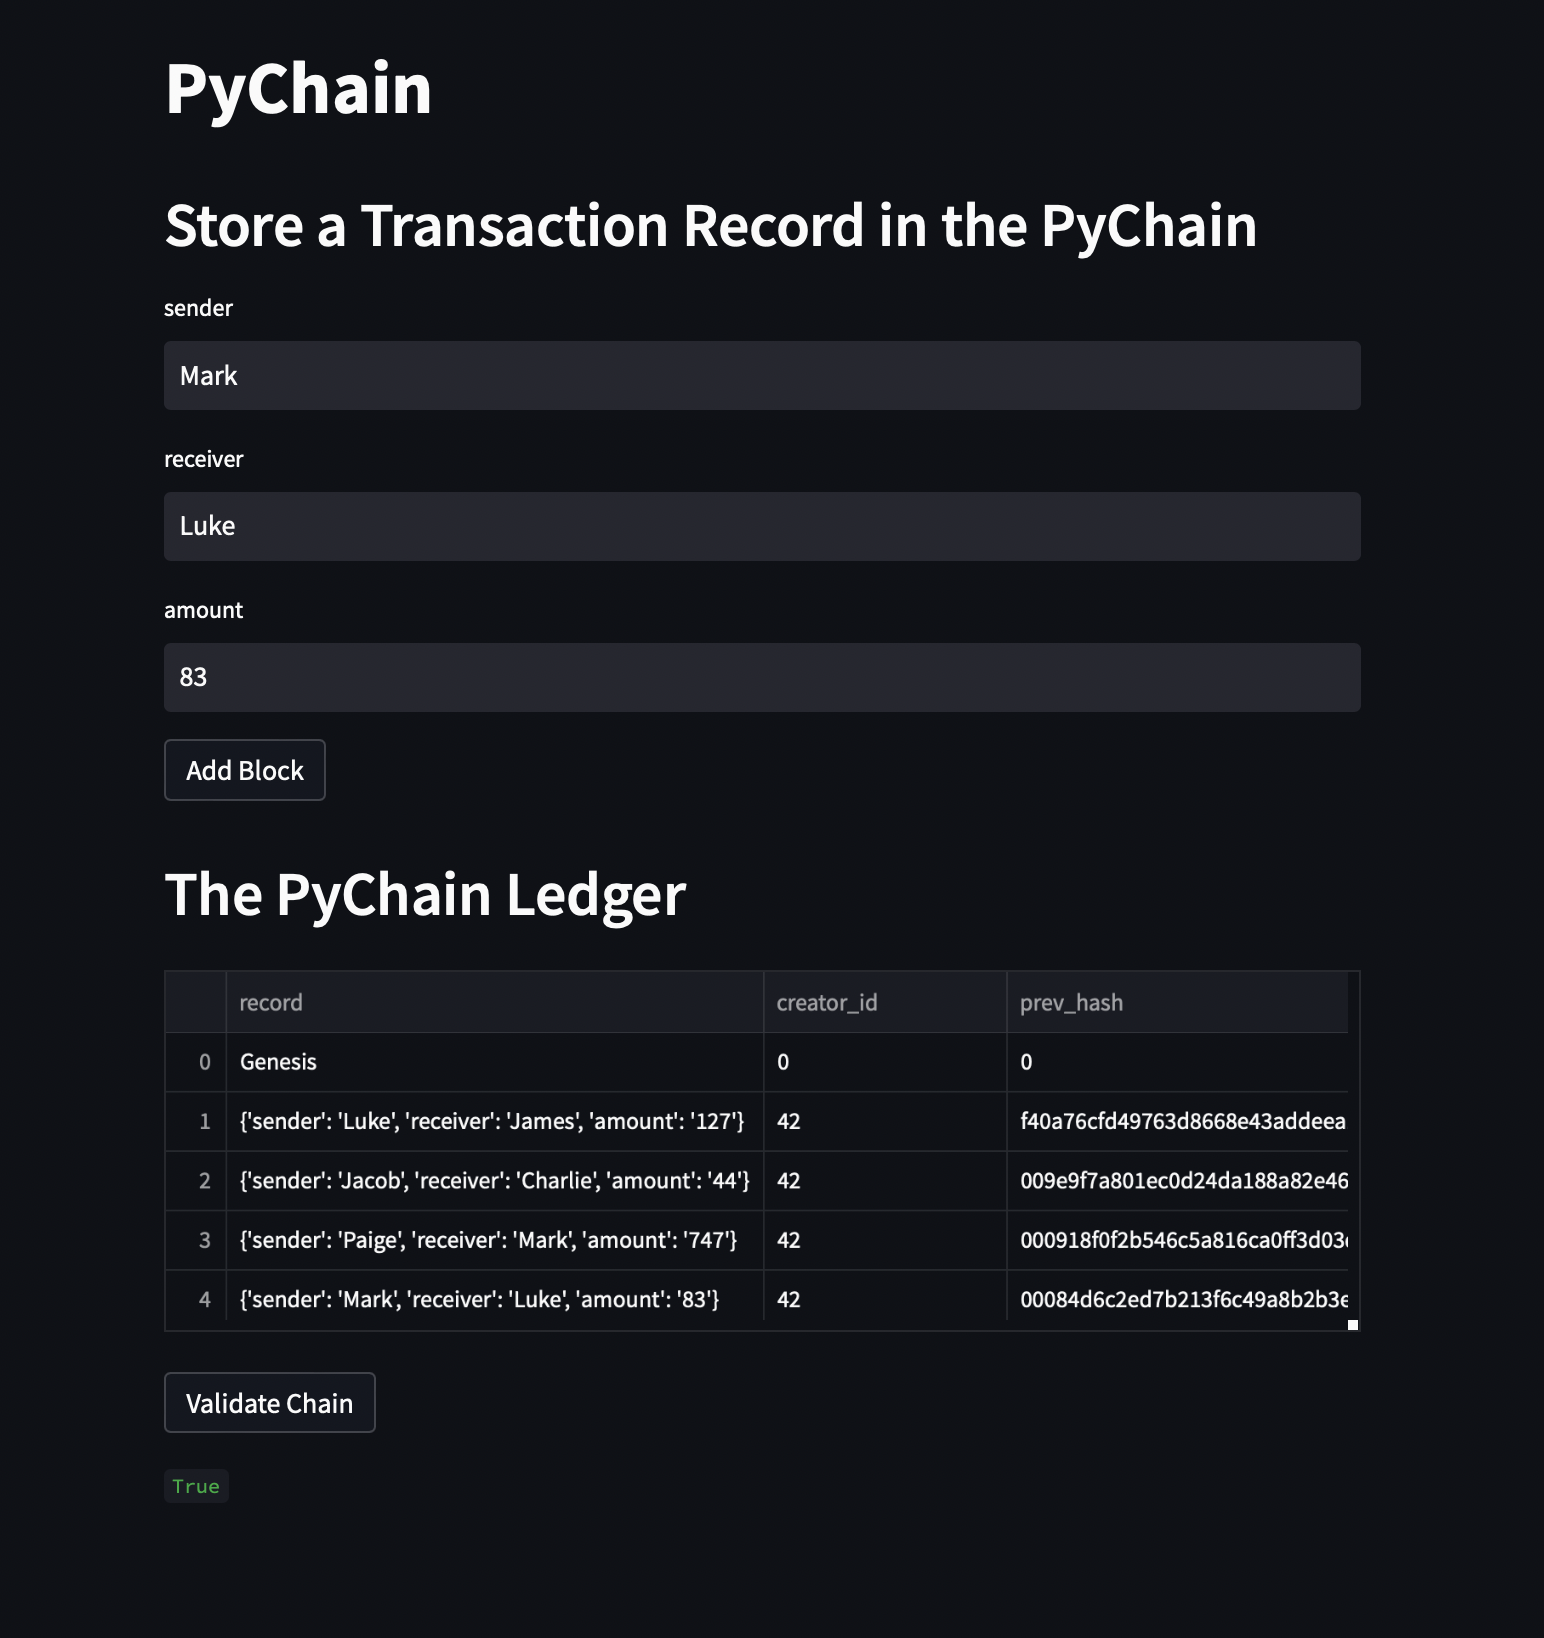 PyChain
Store a Transaction Record in the PyChain
sender
Mark
receiver
Luke
amount
83
Add Block
The PyChain Ledger
record creator_id prev_hash
0 Genesis 0 0
1 {'sender': 'Luke', 'receiver': 'James', 'amount': '127'} 42 f40a76cfd49763d8668e43addeea
2 {'sender': 'Jacob', 'receiver': 'Charlie', 'amount': '44'} 42 009e9f7a801ec0d24da188a82e46
3 {'sender': 'Paige', 'receiver': 'Mark', 'amount': '747'} 42 000918f0f2b546c5a816ca0ff3d03
4 {'sender': 'Mark', 'receiver': 'Luke', 'amount': '83'} 42 00084d6c2ed7b213f6c49a8b2b3e
Validate Chain
True